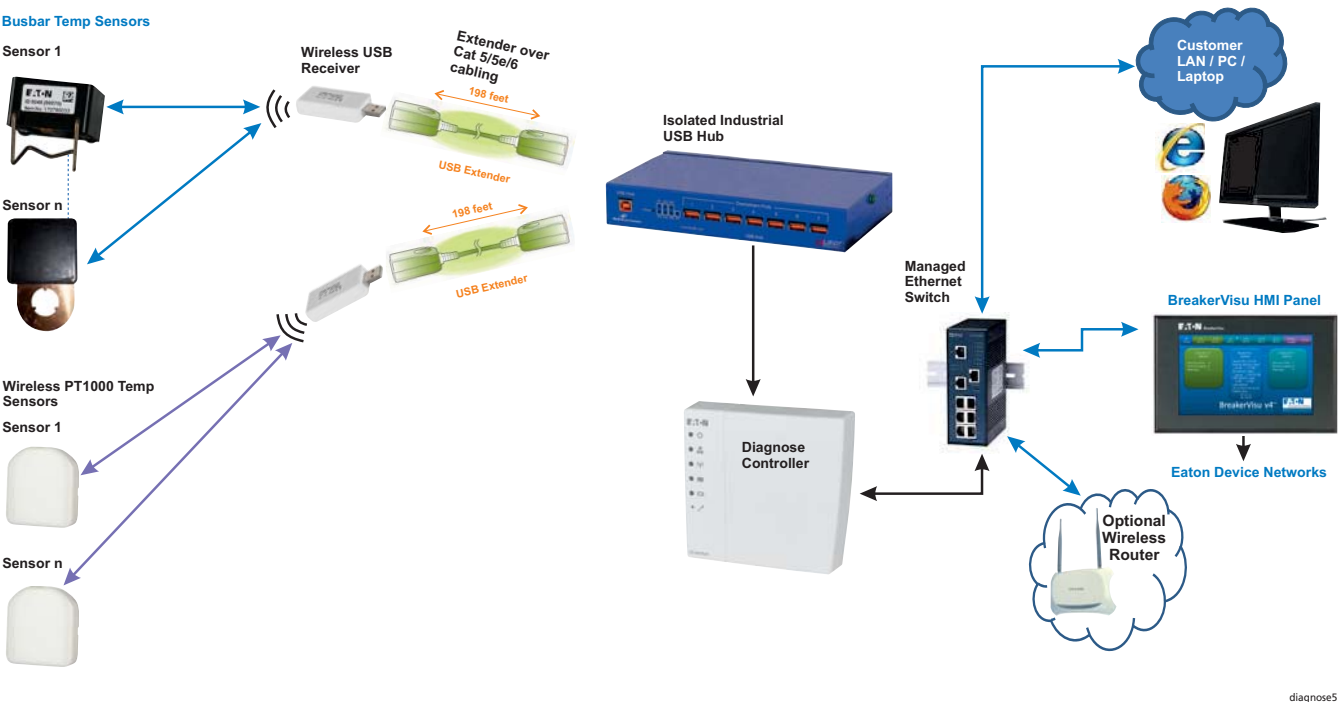 Busbar Temp Sensors
Sensor 1
E·T·N
Sensor n
Wireless USB
Receiver
Extender over
Cat 5/5e/6
cabling
198 feet
USB Extender
198 feet
USB Extender
Wireless PT1000 Temp
Sensors
Sensor 1
Sensor n
Isolated Industrial
USB Hub
E·T·N
Diagnose
Controller
Managed
Ethernet
Switch
Customer
LAN / PC /
Laptop
BreakerVisu HMI Panel
E·T·N
BreakerVisu v4
E·T·N
Eaton Device Networks
Optional
Wireless
Router
diagnose5